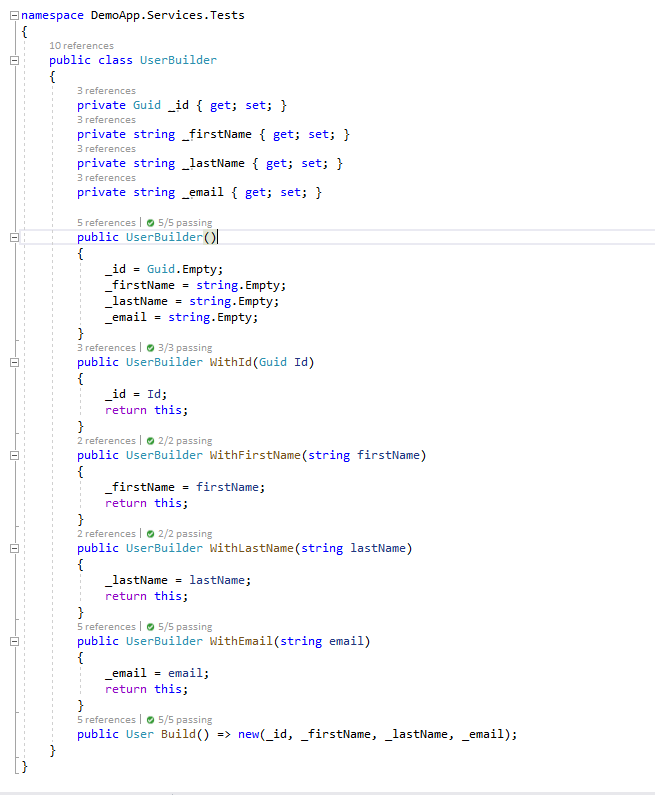 namespace DemoApp.Services.Tests
{
10 references
public class UserBuilder
{
3 references
private Guid _id { get; set; }
3 references
private string _firstName { get; set; }
3 references
private string _lastName { get; set; }
3 references
private string _email { get; set; }
5 references | 5/5 passing
public UserBuilder()
{
_id = Guid.Empty;
_firstName = string.Empty;
_lastName = string.Empty;
_email = string.Empty;
}
3 references | 3/3 passing
public UserBuilder WithId(Guid Id)
{
_id = Id;
return this;
}
2 references | 2/2 passing
public UserBuilder WithFirstName(string firstName)
{
_firstName = firstName;
return this;
}
2 references | 2/2 passing
public UserBuilder WithLastName(string lastName)
{
_lastName = lastName;
return this;
}
5 references | 5/5 passing
public UserBuilder WithEmail(string email)
{
_email = email;
return this;
}
5 references | 5/5 passing
public User Build() => new(_id, _firstName, _lastName, _email);
}
}